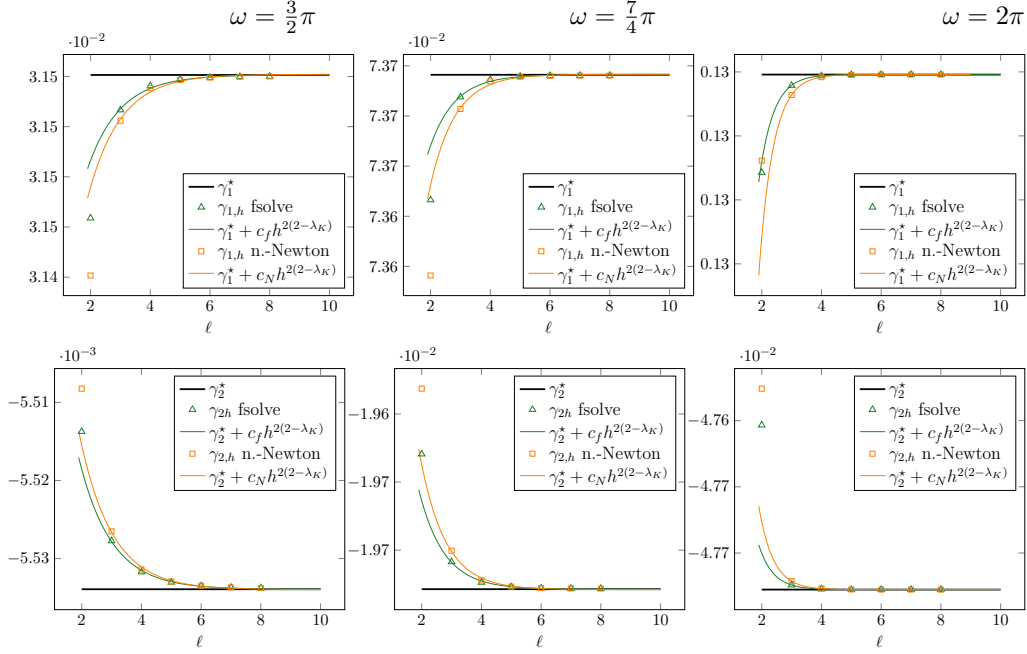 ω = 3/2 π
ω = 7/4 π
ω = 2π
·10⁻²
3.15
3.15
3.15
3.15
3.14
2 4 6 8 10
ℓ
γ₁*
γ₁,ₕ fsolve
γ₁* + c_f h^{2(2−λ_K)}
γ₁,ₕ n.-Newton
γ₁* + c_N h^{2(2−λ_K)}
·10⁻²
7.37
7.37
7.37
7.36
7.36
2 4 6 8 10
ℓ
γ₁*
γ₁,ₕ fsolve
γ₁* + c_f h^{2(2−λ_K)}
γ₁,ₕ n.-Newton
γ₁* + c_N h^{2(2−λ_K)}
0.13
0.13
0.13
0.13
2 4 6 8 10
ℓ
γ₁*
γ₁,ₕ fsolve
γ₁* + c_f h^{2(2−λ_K)}
γ₁,ₕ n.-Newton
γ₁* + c_N h^{2(2−λ_K)}
·10⁻³
−5.51
−5.52
−5.53
2 4 6 8 10
ℓ
γ₂*
γ₂ₕ fsolve
γ₂* + c_f h^{2(2−λ_K)}
γ₂,ₕ n.-Newton
γ₂* + c_N h^{2(2−λ_K)}
·10⁻²
−1.96
−1.97
−1.97
2 4 6 8 10
ℓ
γ₂*
γ₂ₕ fsolve
γ₂* + c_f h^{2(2−λ_K)}
γ₂,ₕ n.-Newton
γ₂* + c_N h^{2(2−λ_K)}
·10⁻²
−4.76
−4.77
−4.77
2 4 6 8 10
ℓ
γ₂*
γ₂ₕ fsolve
γ₂* + c_f h^{2(2−λ_K)}
γ₂,ₕ n.-Newton
γ₂* + c_N h^{2(2−λ_K)}